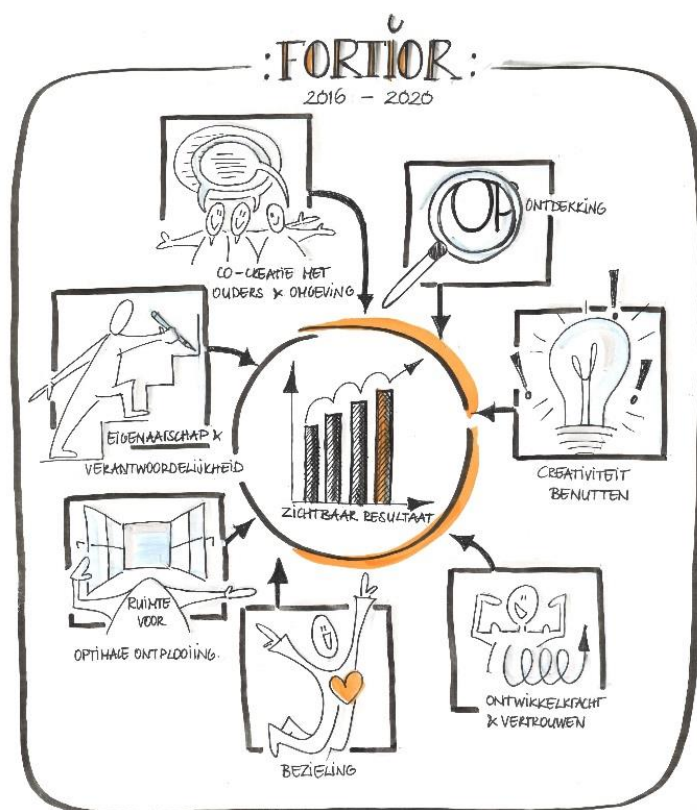 :FORTiOR:
2016 - 2020
CO-CREATIE MET
OUDERS & OMGEVING
OP
ONTDEKKING
EIGENAARSCHAP &
VERANTWOORDELIJKHEID
CREATIVITEIT
BENUTTEN
ZICHTBAAR RESULTAAT
RUIMTE
VOOR
OPTIMALE ONTPLOOIING.
ONTWIKKELKRACHT
& VERTROUWEN
BEZIELING